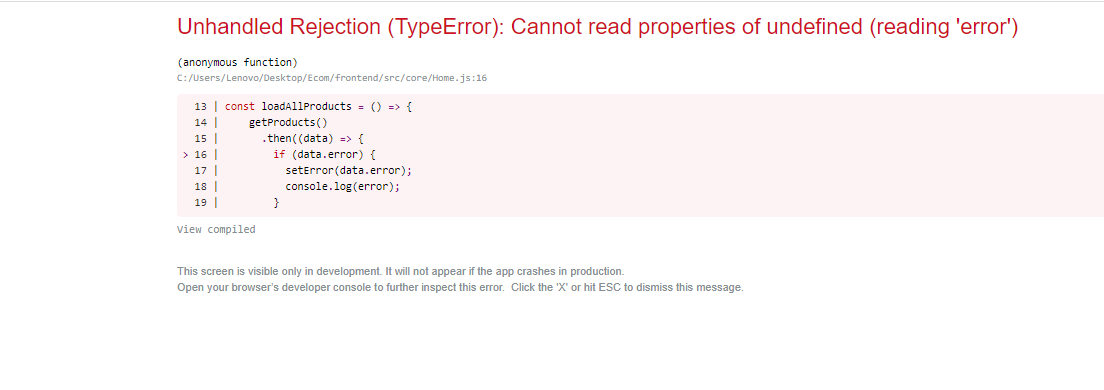 Unhandled Rejection (TypeError): Cannot read properties of undefined (reading 'error')
(anonymous function)
C:/Users/Lenovo/Desktop/Ecom/frontend/src/core/Home.js:16
13 | const loadAllProducts = () => {
14 |     getProducts()
15 |       .then((data) => {
> 16 |         if (data.error) {
17 |           setError(data.error);
18 |           console.log(error);
19 |         }
View compiled
This screen is visible only in development. It will not appear if the app crashes in production.
Open your browser's developer console to further inspect this error.  Click the 'X' or hit ESC to dismiss this message.